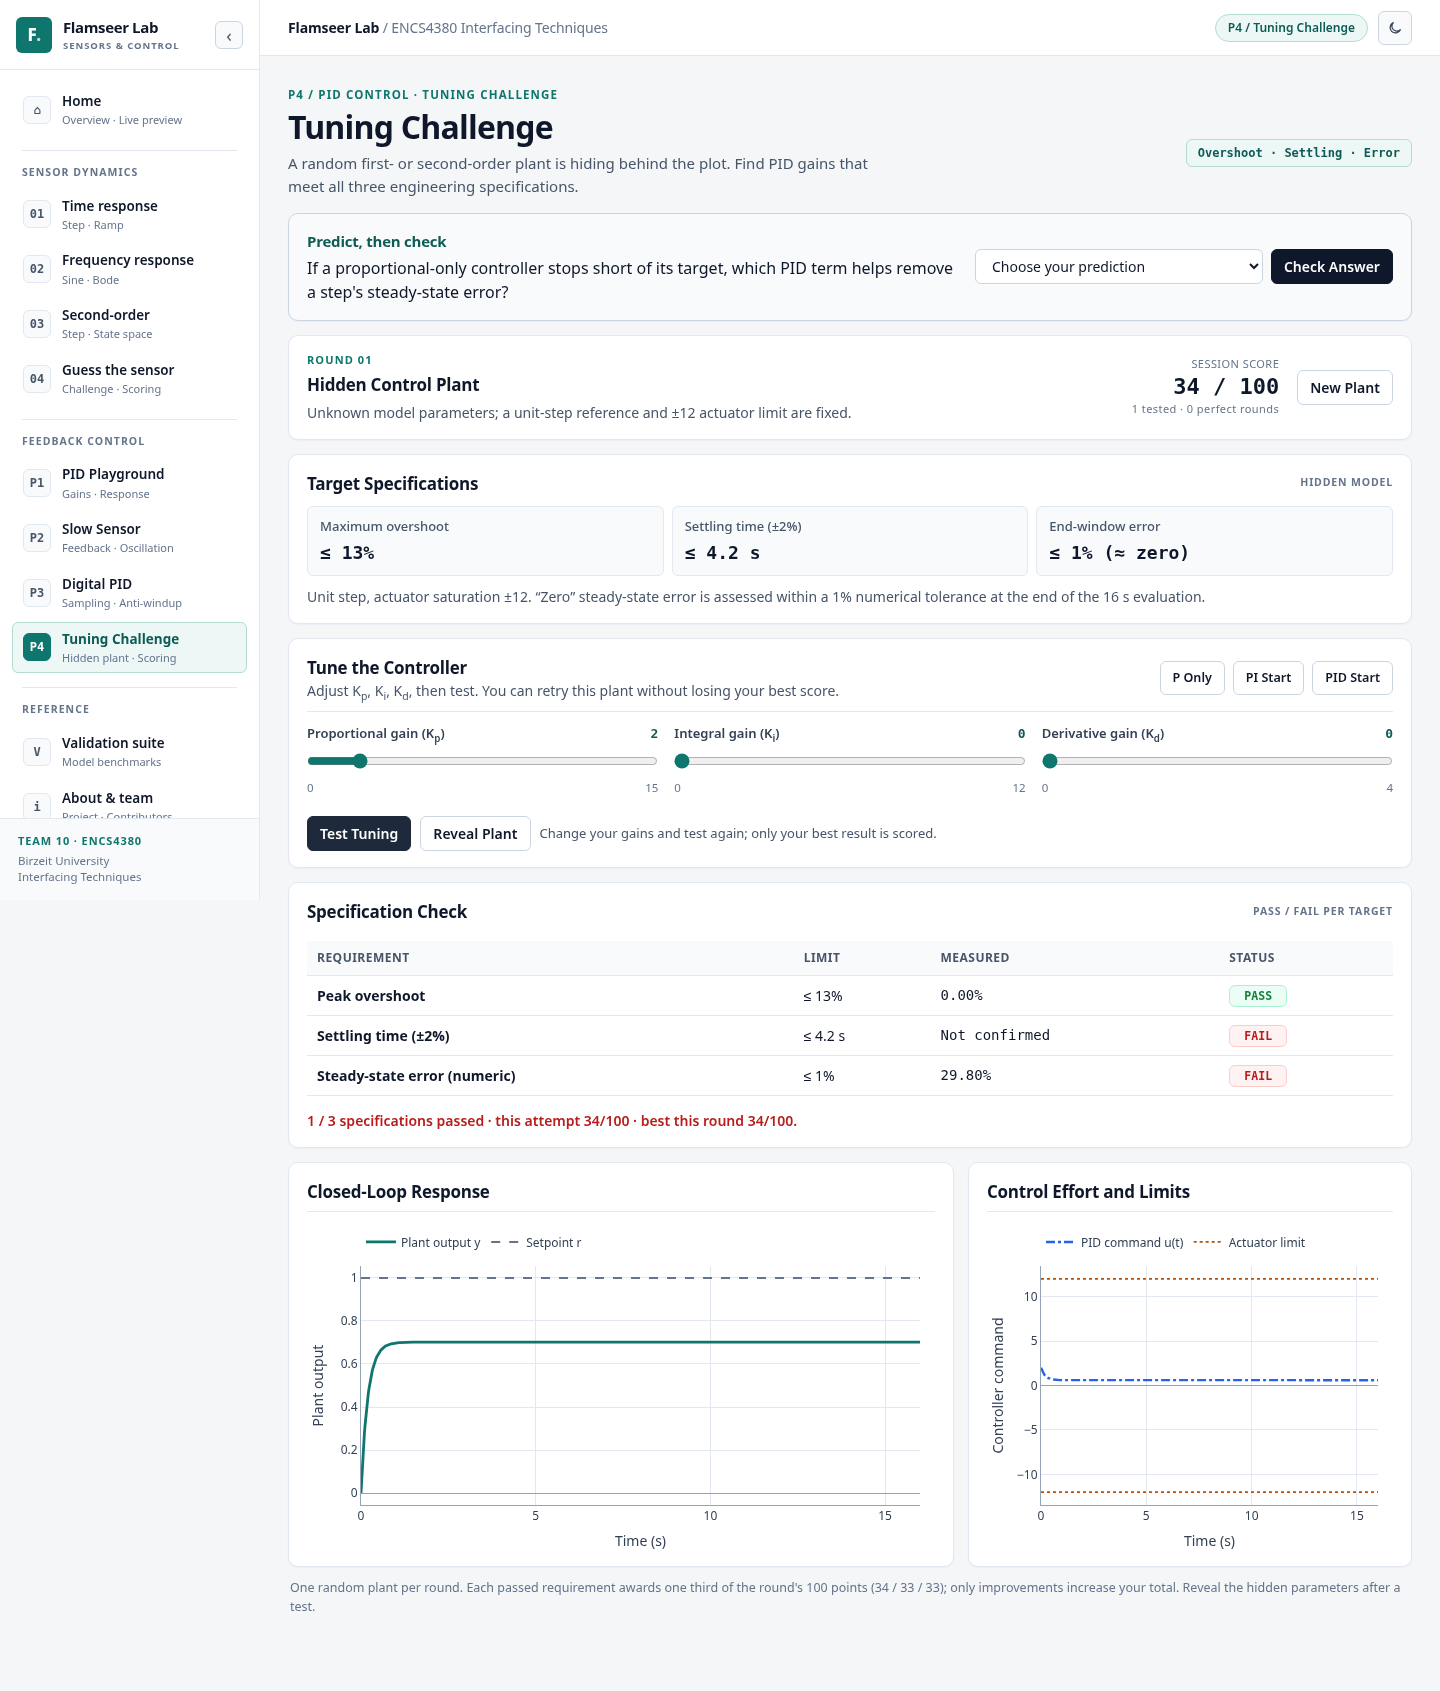 F.
Flamseer Lab
SENSORS & CONTROL
‹
⌂
Home
Overview · Live preview
SENSOR DYNAMICS
01
Time response
Step · Ramp
02
Frequency response
Sine · Bode
03
Second-order
Step · State space
04
Guess the sensor
Challenge · Scoring
FEEDBACK CONTROL
P1
PID Playground
Gains · Response
P2
Slow Sensor
Feedback · Oscillation
P3
Digital PID
Sampling · Anti-windup
P4
Tuning Challenge
Hidden plant · Scoring
REFERENCE
V
Validation suite
Model benchmarks
i
About & team
Project · Contributors
TEAM 10 · ENCS4380
Birzeit University
Interfacing Techniques
Flamseer Lab / ENCS4380 Interfacing Techniques
P4 / Tuning Challenge
P4 / PID CONTROL · TUNING CHALLENGE
Tuning Challenge
A random first- or second-order plant is hiding behind the plot. Find PID gains that
meet all three engineering specifications.
Overshoot · Settling · Error
Predict, then check
If a proportional-only controller stops short of its target, which PID term helps remove
a step's steady-state error?
Choose your prediction
Check Answer
ROUND 01
Hidden Control Plant
Unknown model parameters; a unit-step reference and ±12 actuator limit are fixed.
SESSION SCORE
34 / 100
1 tested · 0 perfect rounds
New Plant
Target Specifications
HIDDEN MODEL
Maximum overshoot
≤ 13%
Settling time (±2%)
≤ 4.2 s
End-window error
≤ 1% (≈ zero)
Unit step, actuator saturation ±12. “Zero” steady-state error is assessed within a 1% numerical tolerance at the end of the 16 s evaluation.
Tune the Controller
Adjust Kp, Ki, Kd, then test. You can retry this plant without losing your best score.
P Only
PI Start
PID Start
Proportional gain (Kp) 2
0 15
Integral gain (Ki) 0
0 12
Derivative gain (Kd) 0
0 4
Test Tuning
Reveal Plant
Change your gains and test again; only your best result is scored.
Specification Check
PASS / FAIL PER TARGET
REQUIREMENT LIMIT MEASURED STATUS
Peak overshoot ≤ 13% 0.00% PASS
Settling time (±2%) ≤ 4.2 s Not confirmed FAIL
Steady-state error (numeric) ≤ 1% 29.80% FAIL
1 / 3 specifications passed · this attempt 34/100 · best this round 34/100.
Closed-Loop Response
Plant output y
Setpoint r
1
0.8
0.6
0.4
0.2
0
Plant output
0 5 10 15
Time (s)
Control Effort and Limits
PID command u(t)
Actuator limit
10
5
0
−5
−10
Controller command
0 5 10 15
Time (s)
One random plant per round. Each passed requirement awards one third of the round's 100 points (34 / 33 / 33); only improvements increase your total. Reveal the hidden parameters after a
test.